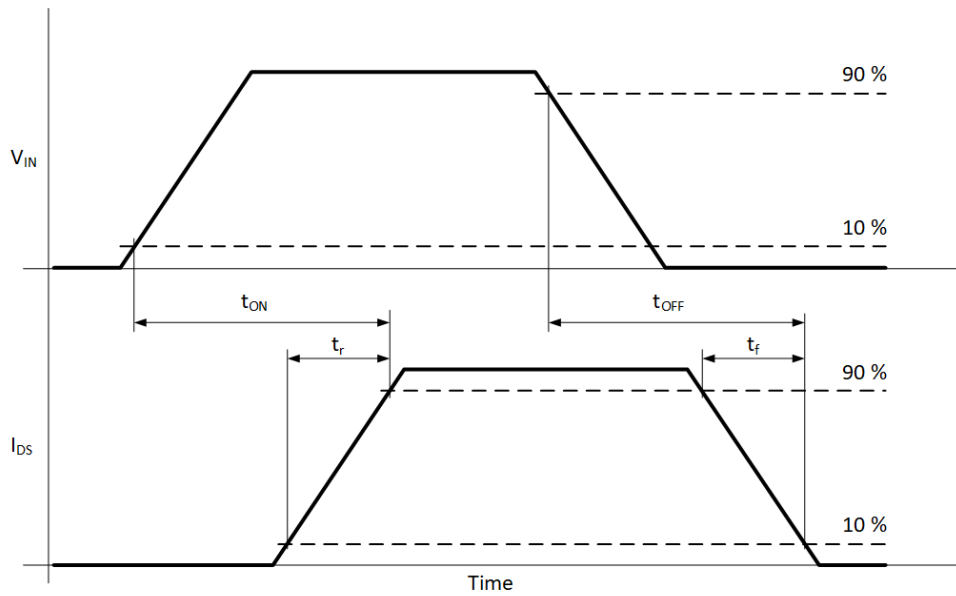 90 %
V_IN
10 %
t_ON
t_OFF
t_r
t_f
90 %
I_DS
10 %
Time